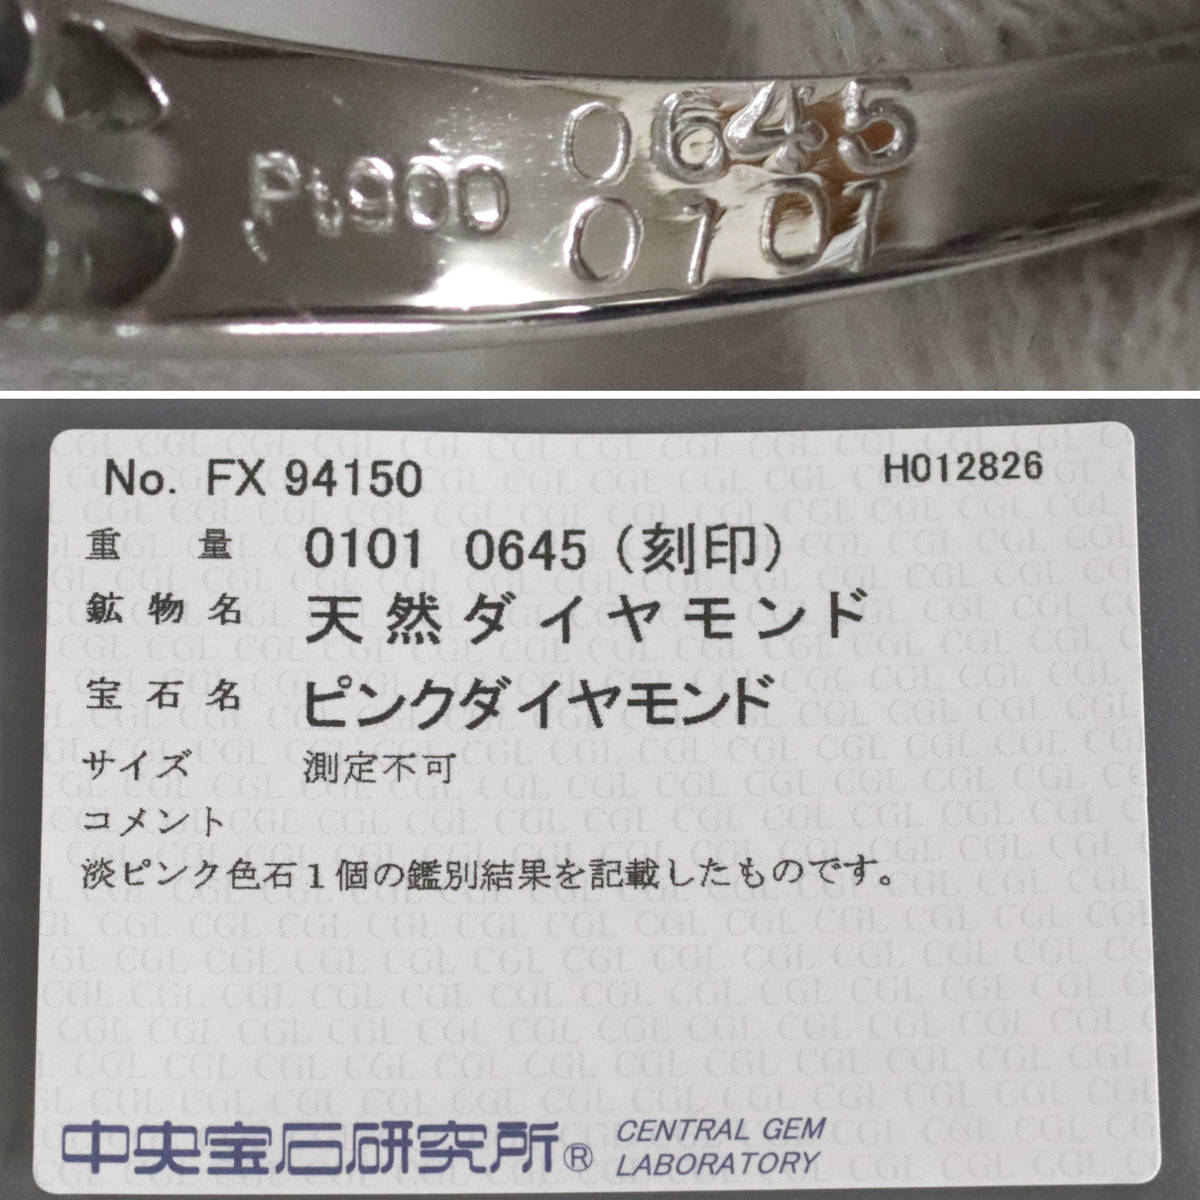 Pt900
0645
0101
No. FX 94150
H012826
重量 0101 0645 (刻印)
鉱物名 天然ダイヤモンド
宝石名 ピンクダイヤモンド
サイズ 測定不可
コメント
淡ピンク色石1個の鑑別結果を記載したものです。
中央宝石研究所® CENTRAL GEM
LABORATORY